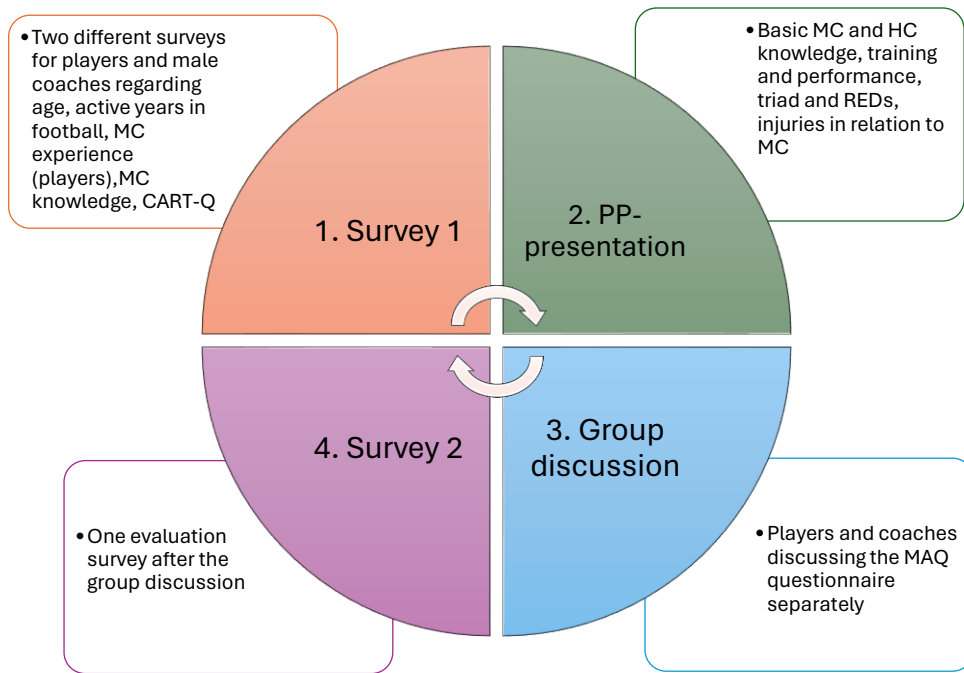 •Two different surveys
for players and male
coaches regarding
age, active years in
football, MC
experience
(players),MC
knowledge, CART-Q
•Basic MC and HC
knowledge, training
and performance,
triad and REDs,
injuries in relation to
MC
1. Survey 1
2. PP-
presentation
4. Survey 2
3. Group
discussion
•One evaluation
survey after the
group discussion
•Players and coaches
discussing the MAQ
questionnaire
separately